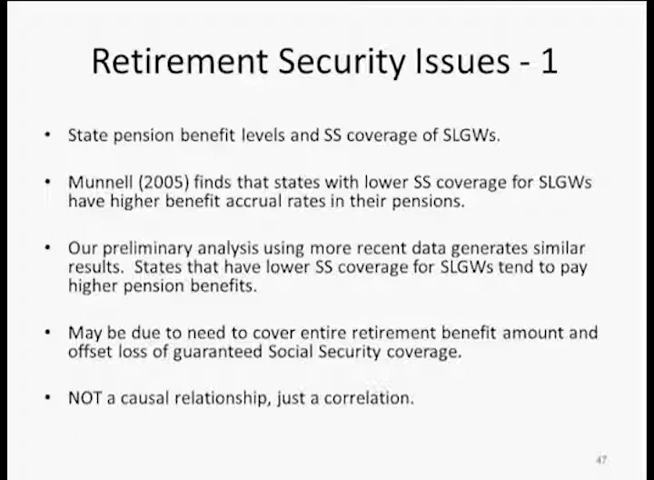 Retirement Security Issues - 1
• State pension benefit levels and SS coverage of SLGWs.
• Munnell (2005) finds that states with lower SS coverage for SLGWs
have higher benefit accrual rates in their pensions.
• Our preliminary analysis using more recent data generates similar
results. States that have lower SS coverage for SLGWs tend to pay
higher pension benefits.
• May be due to need to cover entire retirement benefit amount and
offset loss of guaranteed Social Security coverage.
• NOT a causal relationship, just a correlation.
47